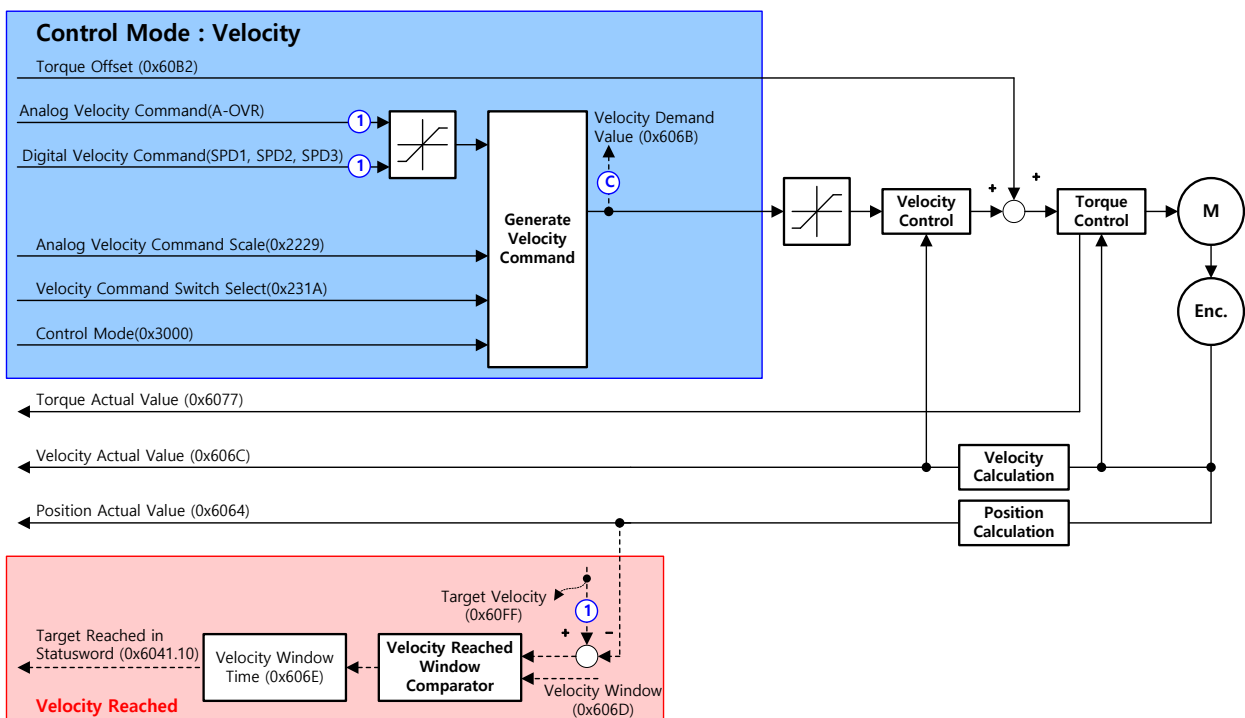 Control Mode : Velocity
Torque Offset (0x60B2)
Analog Velocity Command(A-OVR)
1
Digital Velocity Command(SPD1, SPD2, SPD3)
1
Velocity Demand
Value (0x606B)
C
Generate
Velocity
Command
Analog Velocity Command Scale(0x2229)
Velocity Command Switch Select(0x231A)
Control Mode(0x3000)
Velocity
Control
+
+
Torque
Control
M
Enc.
Torque Actual Value (0x6077)
Velocity Actual Value (0x606C)
Velocity
Calculation
Position Actual Value (0x6064)
Position
Calculation
Target Velocity
(0x60FF)
1
+
–
Target Reached in
Statusword (0x6041.10)
Velocity Window
Time (0x606E)
Velocity Reached
Window
Comparator
Velocity Window
(0x606D)
Velocity Reached